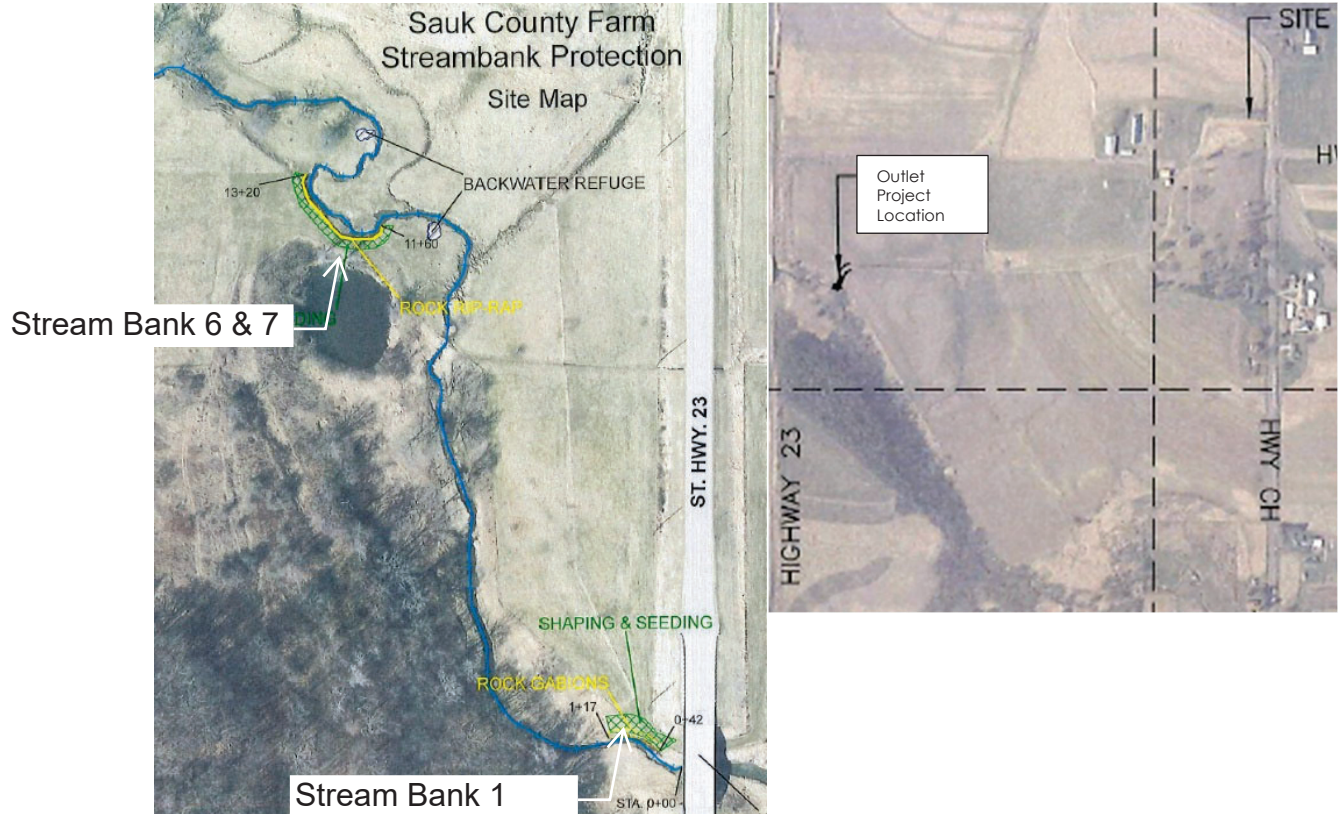 Sauk County Farm
Streambank Protection
Site Map
BACKWATER REFUGE
13+20
11+60
ROCK RIP-RAP
DING
Stream Bank 6 & 7
ST. HWY. 23
SHAPING & SEEDING
ROCK GABIONS
1+17
0+42
Stream Bank 1
STA. 0+00
SITE
Outlet
Project
Location
HIGHWAY 23
HWY CH